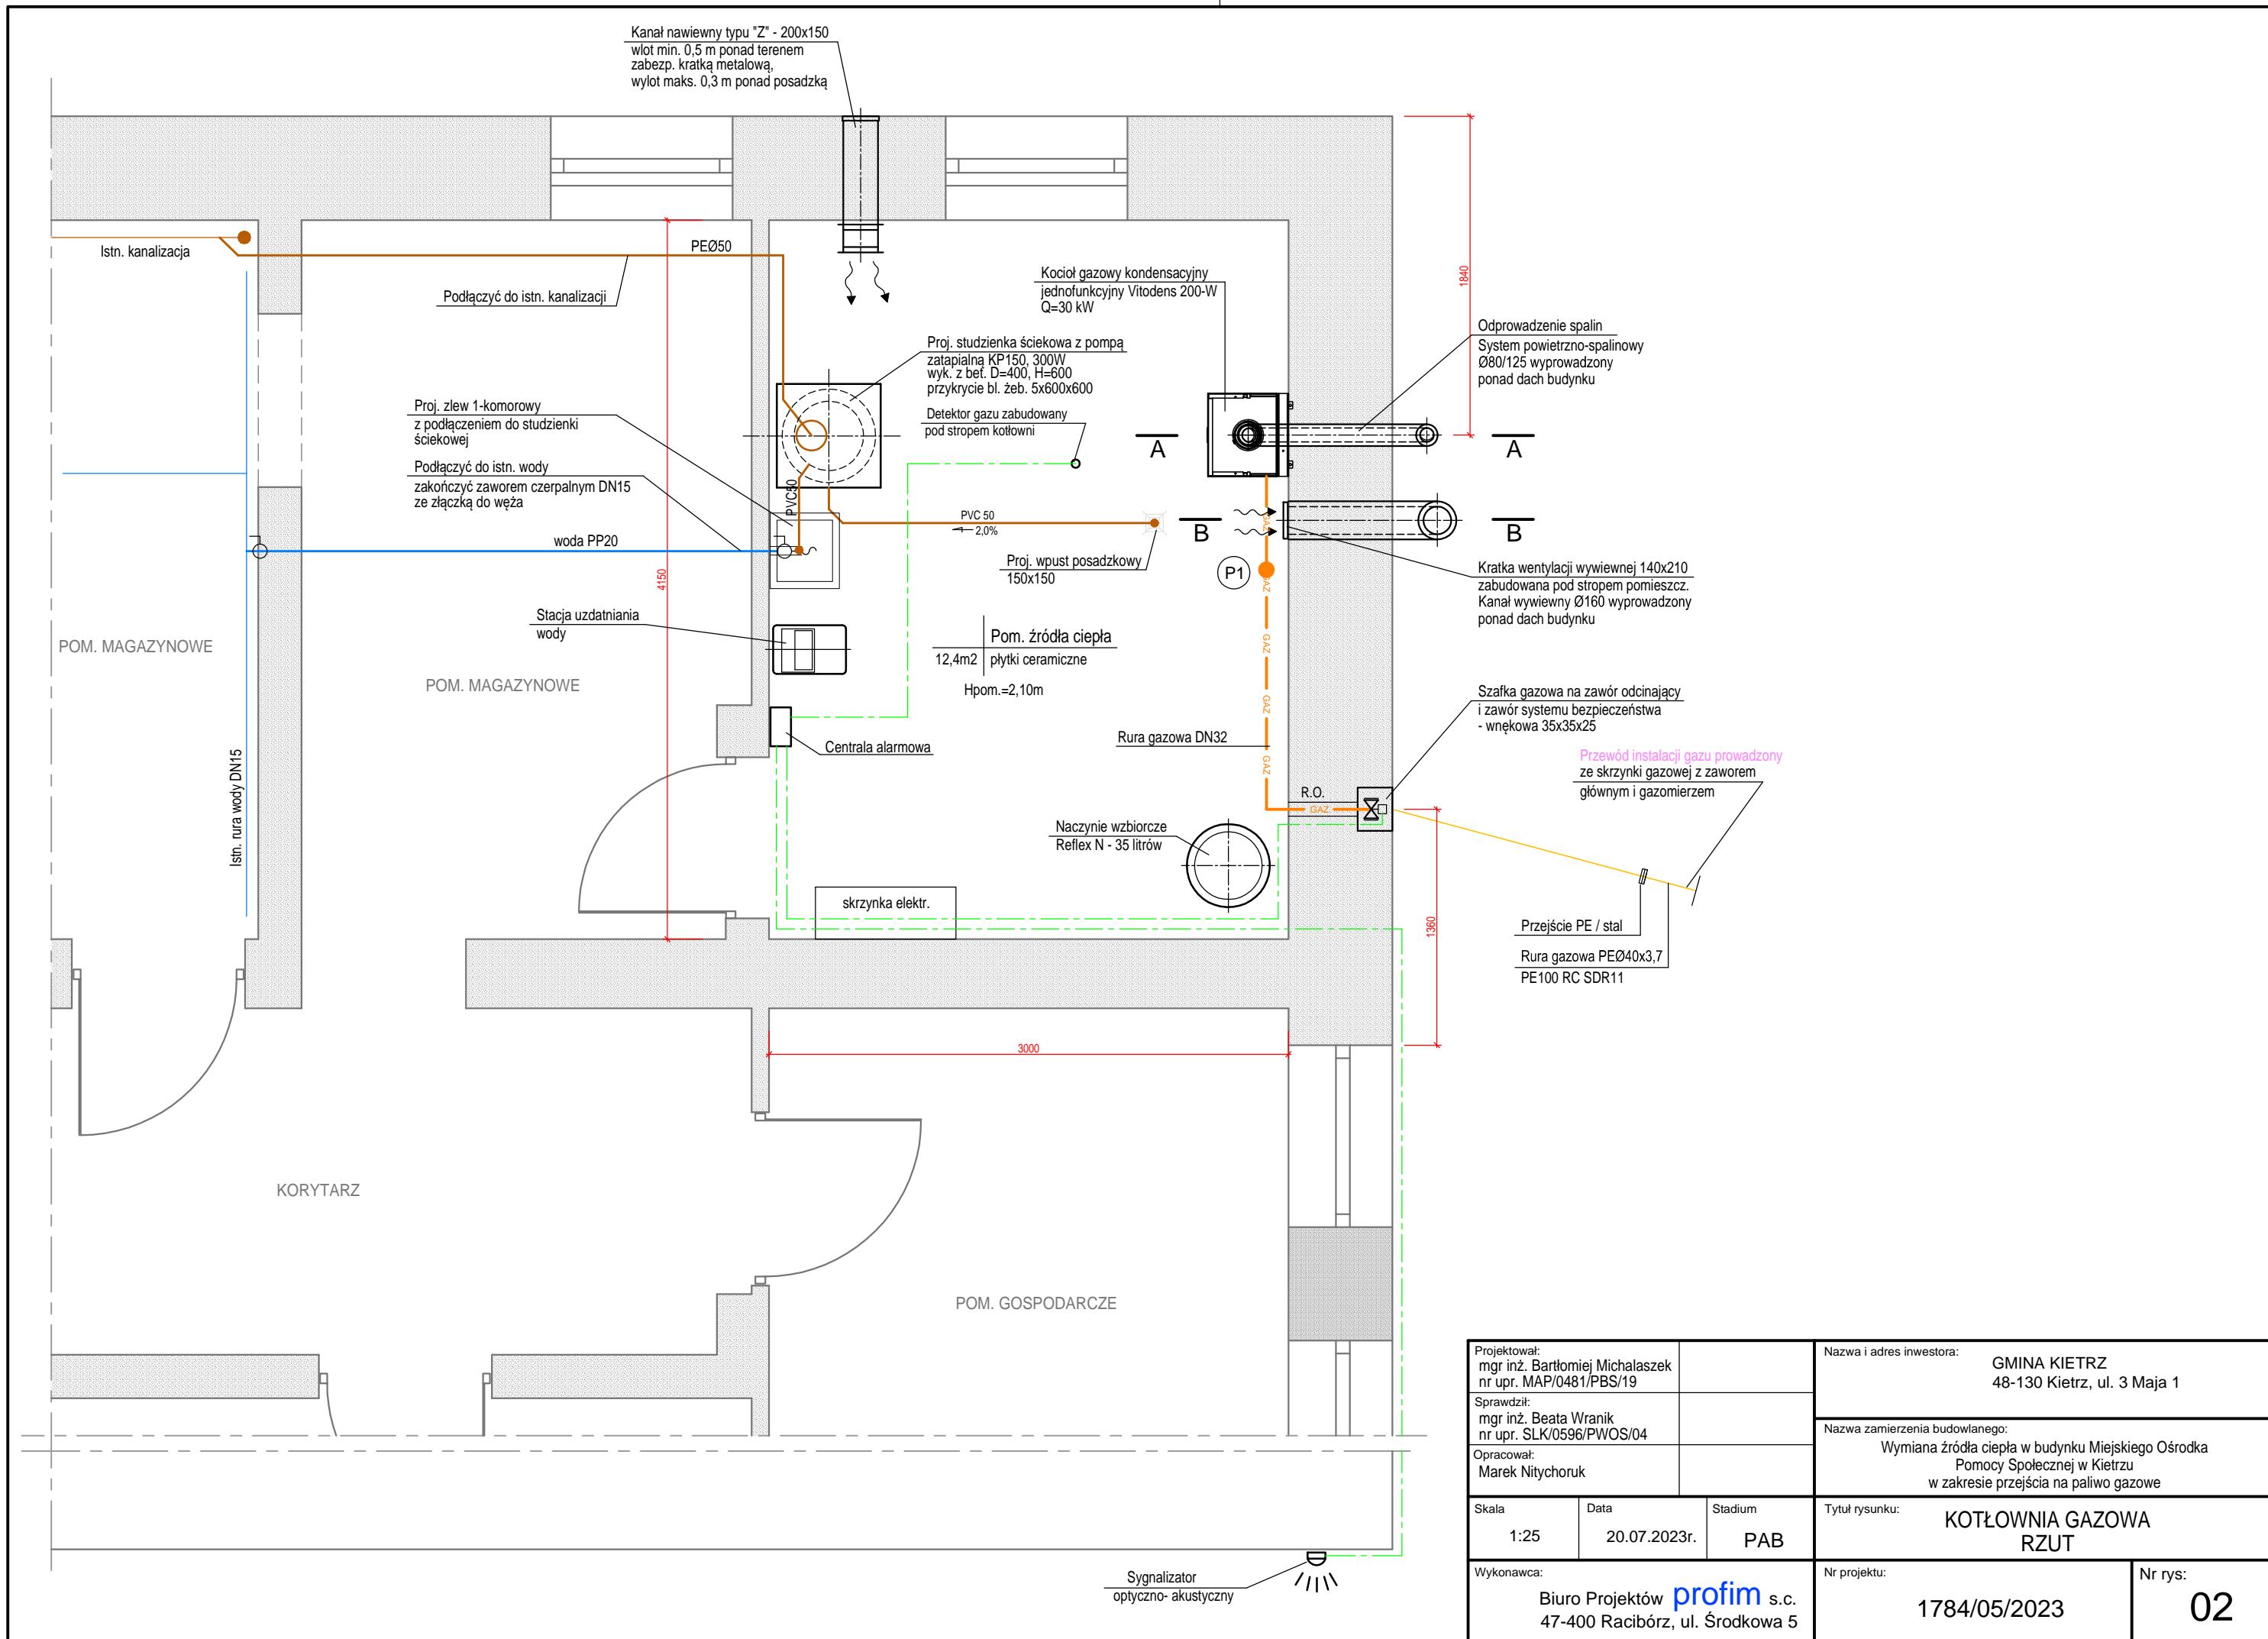 Kanał nawiewny typu "Z" - 200x150
wlot min. 0,5 m ponad terenem
zabezp. kratką metalową,
wylot maks. 0,3 m ponad posadzką
Istn. kanalizacja
PEØ50
Podłączyć do istn. kanalizacji
Kocioł gazowy kondensacyjny
jednofunkcyjny Vitodens 200-W
Q=30 kW
1840
Odprowadzenie spalin
System powietrzno-spalinowy
Ø80/125 wyprowadzony
ponad dach budynku
Proj. studzienka ściekowa z pompą
zatapialną KP150, 300W
wyk. z bet. D=400, H=600
przykrycie bl. żeb. 5x600x600
Detektor gazu zabudowany
pod stropem kotłowni
Proj. zlew 1-komorowy
z podłączeniem do studzienki
ściekowej
A
A
Podłączyć do istn. wody
zakończyć zaworem czerpalnym DN15
ze złączką do węża
PVC50
PVC 50
2,0%
B
B
woda PP20
Proj. wpust posadzkowy
150x150
P1
GAZ
GAZ
GAZ
GAZ
GAZ
GAZ
4150
Kratka wentylacji wywiewnej 140x210
zabudowana pod stropem pomieszcz.
Kanał wywiewny Ø160 wyprowadzony
ponad dach budynku
Stacja uzdatniania
wody
Pom. źródła ciepła
12,4m2
płytki ceramiczne
Hpom.=2,10m
POM. MAGAZYNOWE
POM. MAGAZYNOWE
Szafka gazowa na zawór odcinający
i zawór systemu bezpieczeństwa
- wnękowa 35x35x25
Centrala alarmowa
Rura gazowa DN32
Przewód instalacji gazu prowadzony
ze skrzynki gazowej z zaworem
głównym i gazomierzem
Istn. rura wody DN15
R.O.
Naczynie wzbiorcze
Reflex N - 35 litrów
skrzynka elektr.
1360
Przejście PE / stal
Rura gazowa PEØ40x3,7
PE100 RC SDR11
3000
KORYTARZ
POM. GOSPODARCZE
Sygnalizator
optyczno- akustyczny
Projektował:
mgr inż. Bartłomiej Michalaszek
nr upr. MAP/0481/PBS/19
Sprawdził:
mgr inż. Beata Wranik
nr upr. SLK/0596/PWOS/04
Opracował:
Marek Nitychoruk
Nazwa i adres inwestora:
GMINA KIETRZ
48-130 Kietrz, ul. 3 Maja 1
Nazwa zamierzenia budowlanego:
Wymiana źródła ciepła w budynku Miejskiego Ośrodka
Pomocy Społecznej w Kietrzu
w zakresie przejścia na paliwo gazowe
Skala
1:25
Data
20.07.2023r.
Stadium
PAB
Tytuł rysunku:
KOTŁOWNIA GAZOWA
RZUT
Wykonawca:
Biuro Projektów profim s.c.
47-400 Racibórz, ul. Środkowa 5
Nr projektu:
1784/05/2023
Nr rys:
02